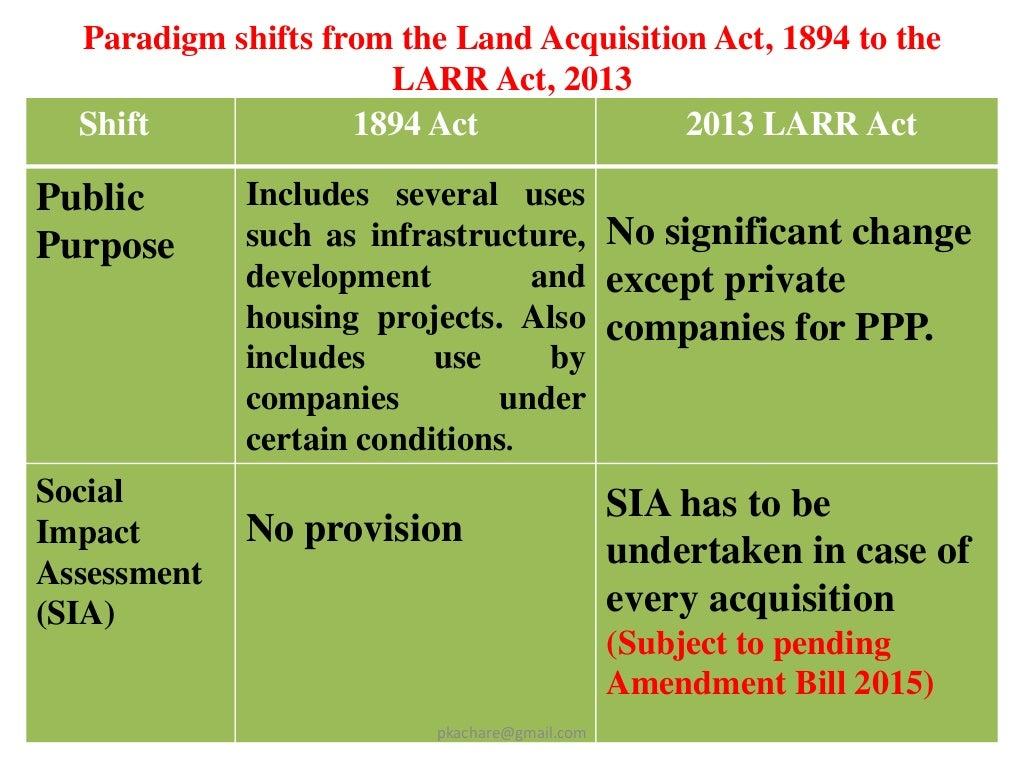 Paradigm shifts from the Land Acquisition Act, 1894 to the
LARR Act, 2013
Shift
1894 Act
2013 LARR Act
Public
Purpose
Includes several uses
such as infrastructure,
development and
housing projects. Also
includes use by
companies under
certain conditions.
No significant change
except private
companies for PPP.
Social
Impact
Assessment
(SIA)
No provision
SIA has to be
undertaken in case of
every acquisition
(Subject to pending
Amendment Bill 2015)
pkachare@gmail.com